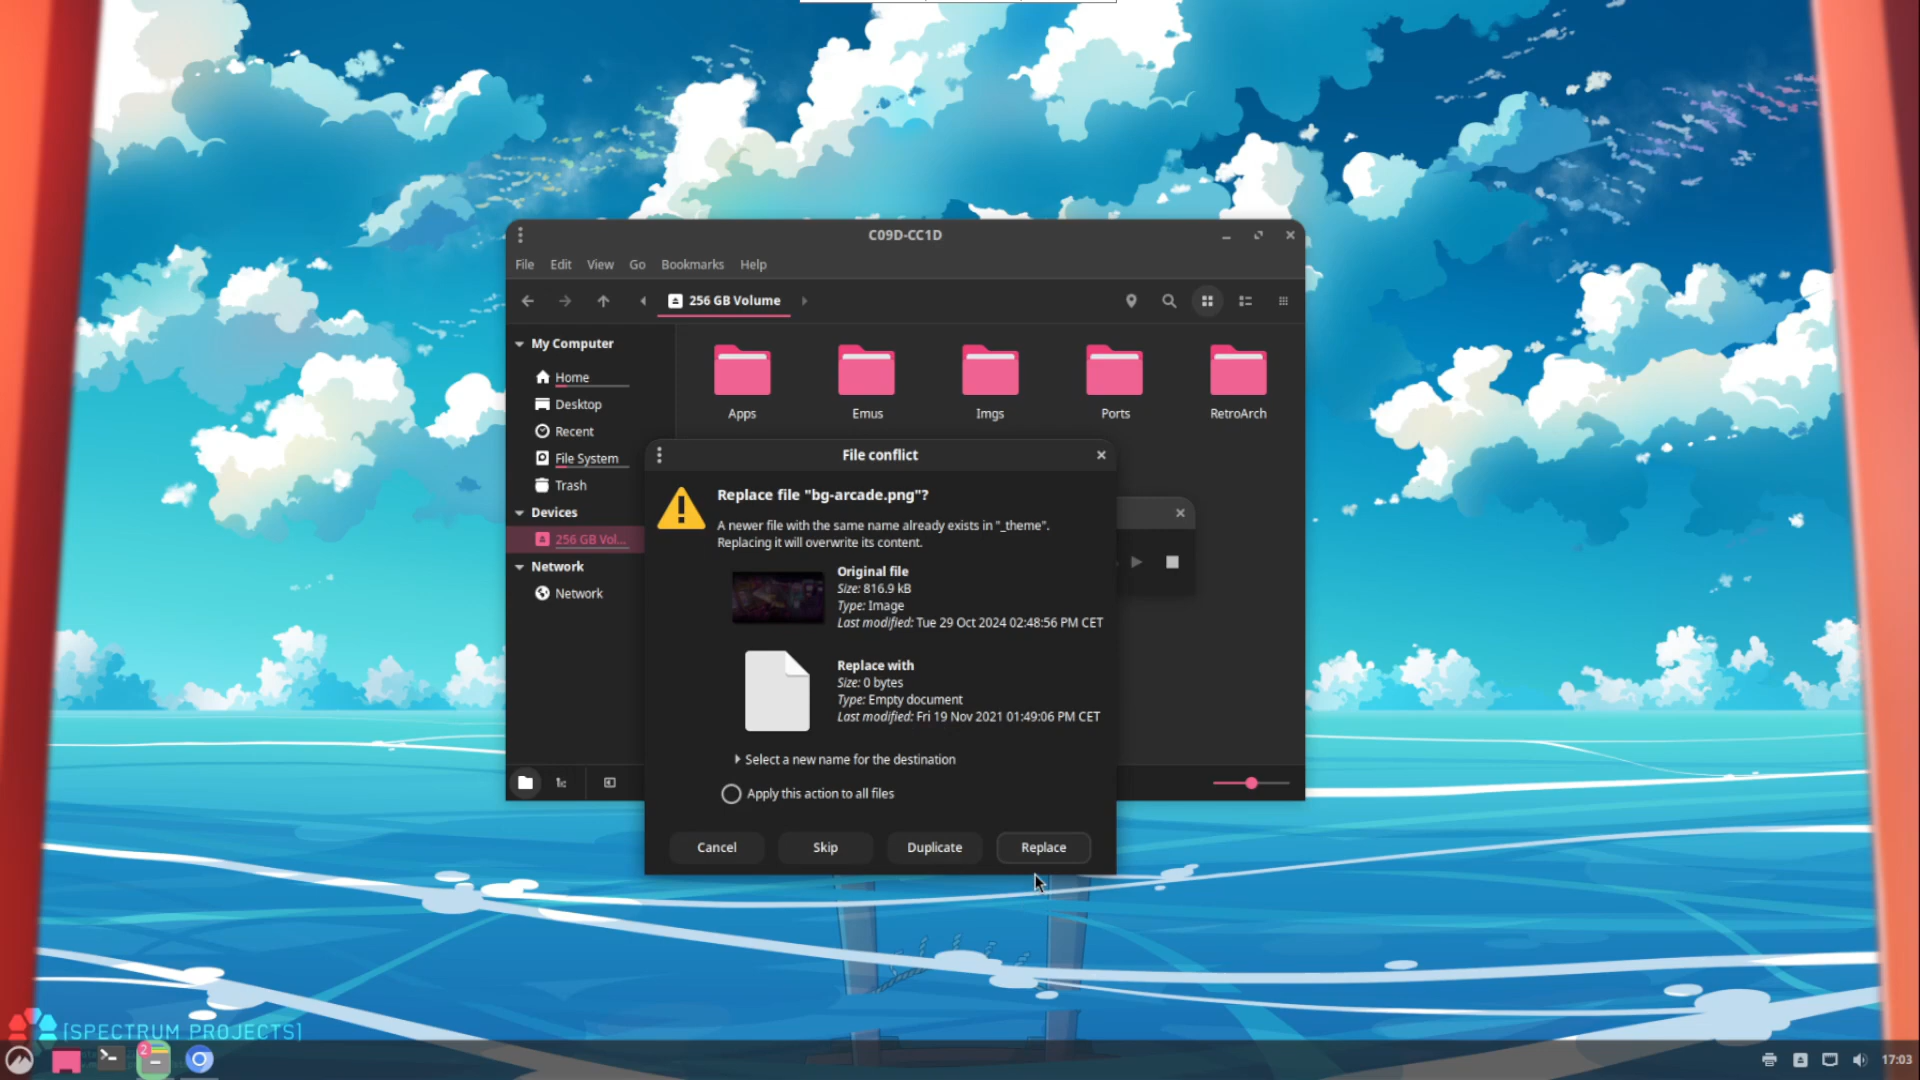 C09D-CC1D
File Edit View Go Bookmarks Help
256 GB Volume
My Computer
Home
Desktop
Recent
File System
Trash
Devices
256 GB Vol...
Network
Network
Apps Emus Imgs Ports RetroArch
File conflict
Replace file "bg-arcade.png"?
A newer file with the same name already exists in "_theme".
Replacing it will overwrite its content.
Original file
Size: 816.9 kB
Type: Image
Last modified: Tue 29 Oct 2024 02:48:56 PM CET
Replace with
Size: 0 bytes
Type: Empty document
Last modified: Fri 19 Nov 2021 01:49:06 PM CET
Select a new name for the destination
Apply this action to all files
Cancel Skip Duplicate Replace
[SPECTRUM PROJECTS]
2
17:03